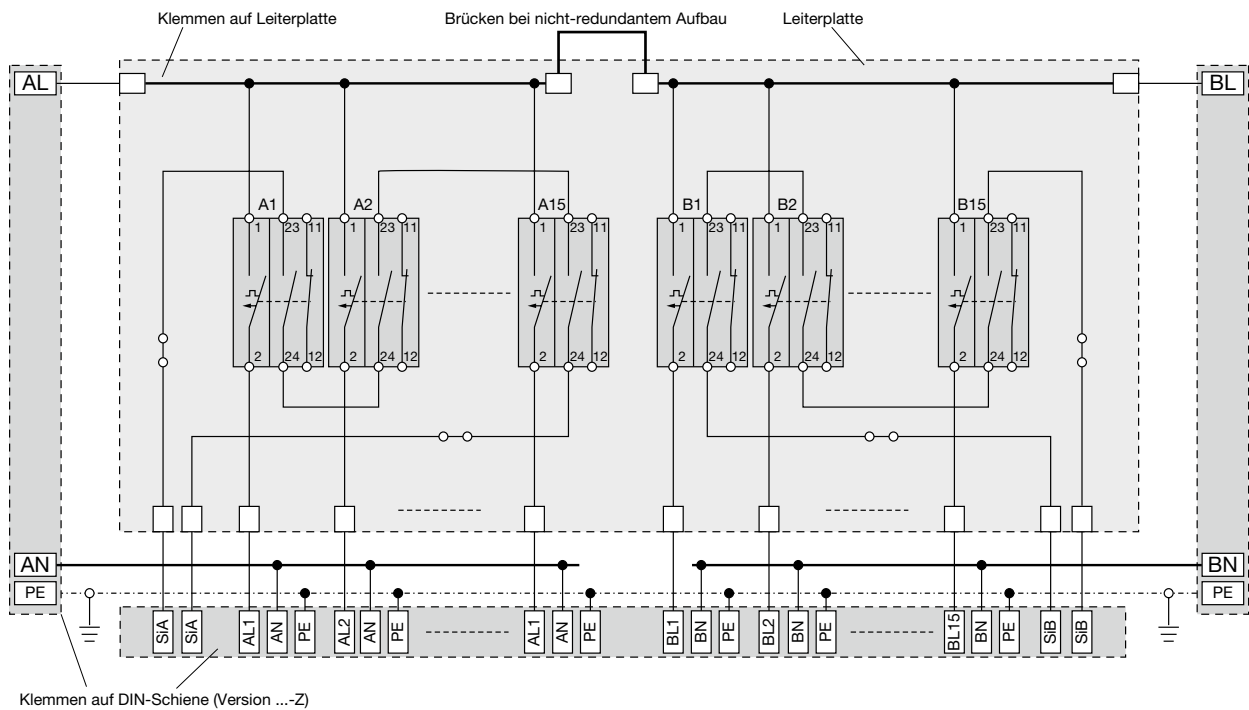 Klemmen auf Leiterplatte Brücken bei nicht-redundantem Aufbau Leiterplatte
AL BL
A1 A2 A15 B1 B2 B15
1 23 11 1 23 11 1 23 11 1 23 11 1 23 11 1 23 11
2 24 12 2 24 12 2 24 12 2 24 12 2 24 12 2 24 12
AN BN
PE PE
SiA SiA AL1 AN PE AL2 AN PE AL1 AN PE BL1 BN PE BL2 BN PE BL15 BN PE SiB SiB
Klemmen auf DIN-Schiene (Version ...-Z)